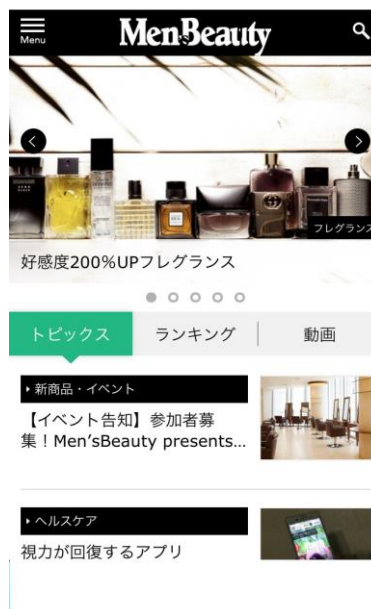 Menu
Men'sBeauty
フレグランス
好感度200%UPフレグランス
トピックス
ランキング
動画
新商品・イベント
【イベント告知】参加者募
集！Men'sBeauty presents...
ヘルスケア
視力が回復するアプリ